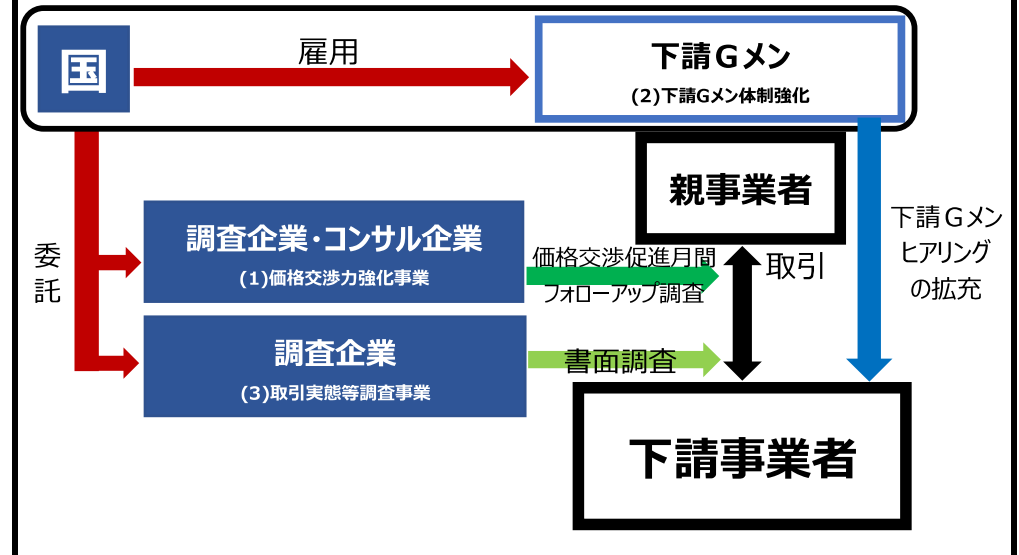 国
雇用
下請Gメン
(2)下請Gメン体制強化
親事業者
委
託
調査企業・コンサル企業
(1)価格交渉力強化事業
価格交渉促進月間
フォローアップ調査
取引
下請Gメン
ヒアリング
の拡充
調査企業
(3)取引実態等調査事業
書面調査
下請事業者